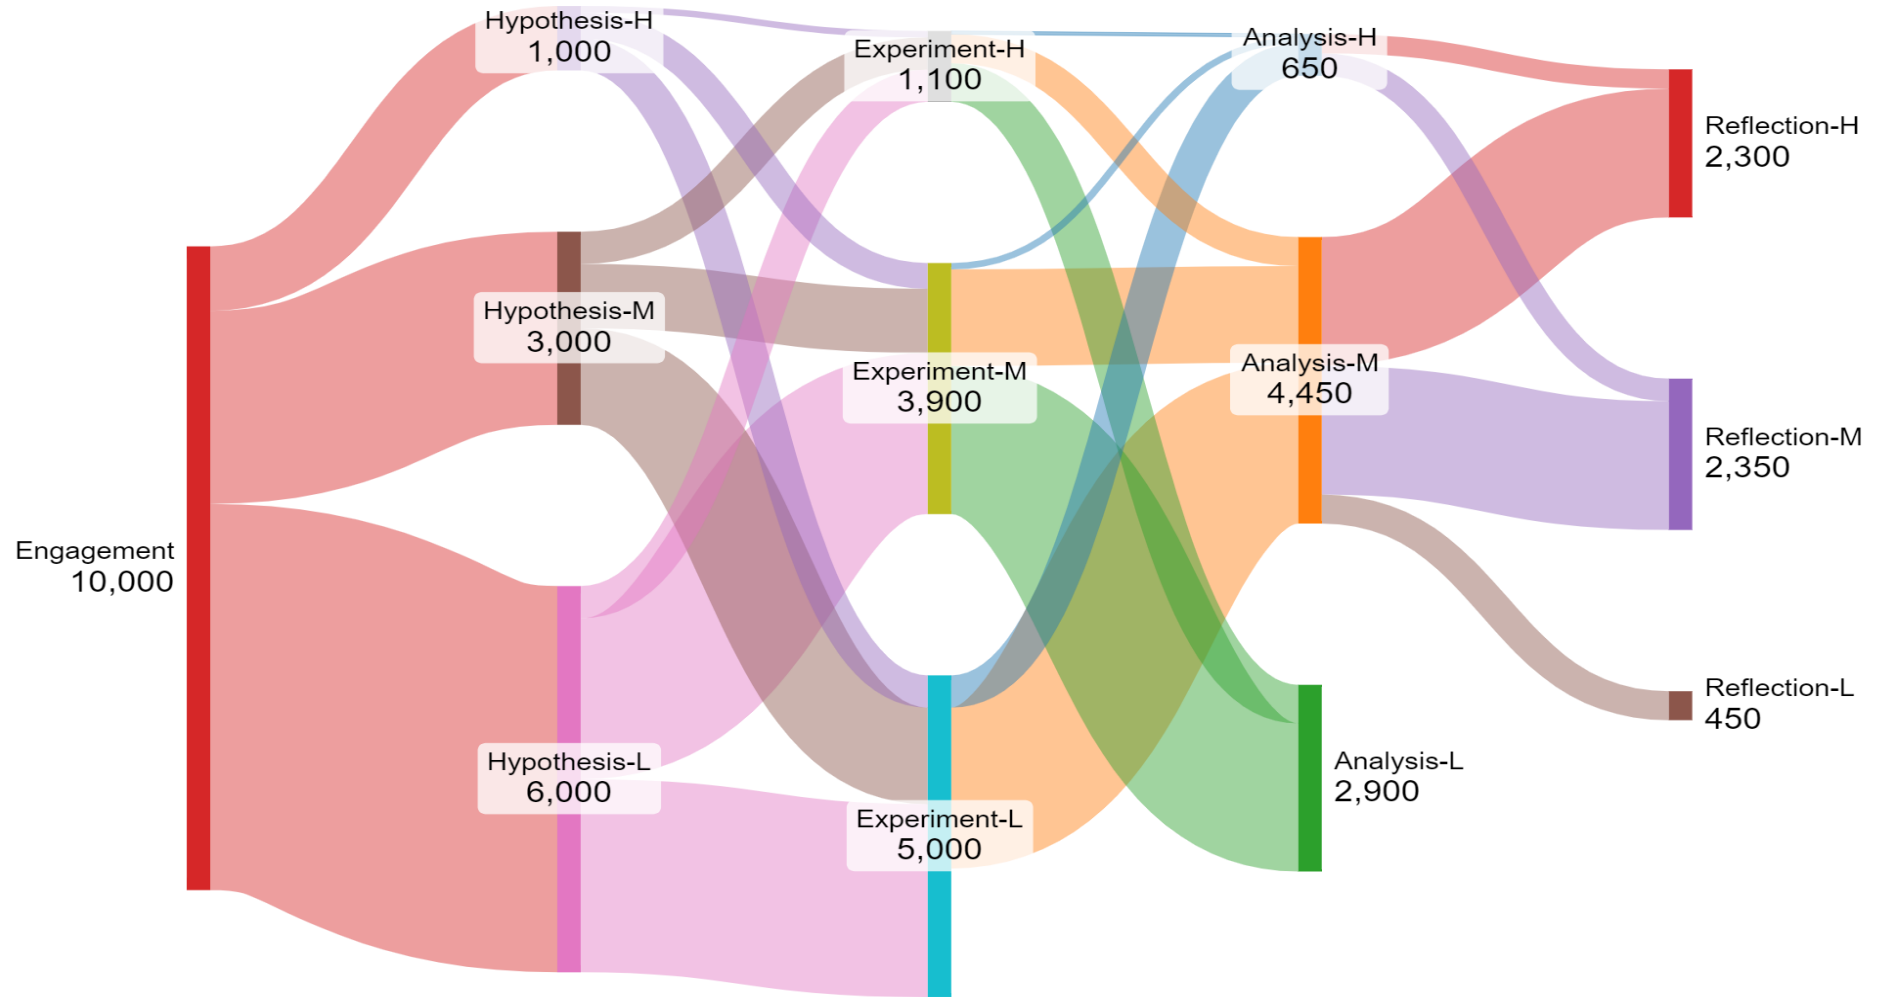 Engagement
10,000
Hypothesis-H
1,000
Hypothesis-M
3,000
Hypothesis-L
6,000
Experiment-H
1,100
Experiment-M
3,900
Experiment-L
5,000
Analysis-H
650
Analysis-M
4,450
Analysis-L
2,900
Reflection-H
2,300
Reflection-M
2,350
Reflection-L
450